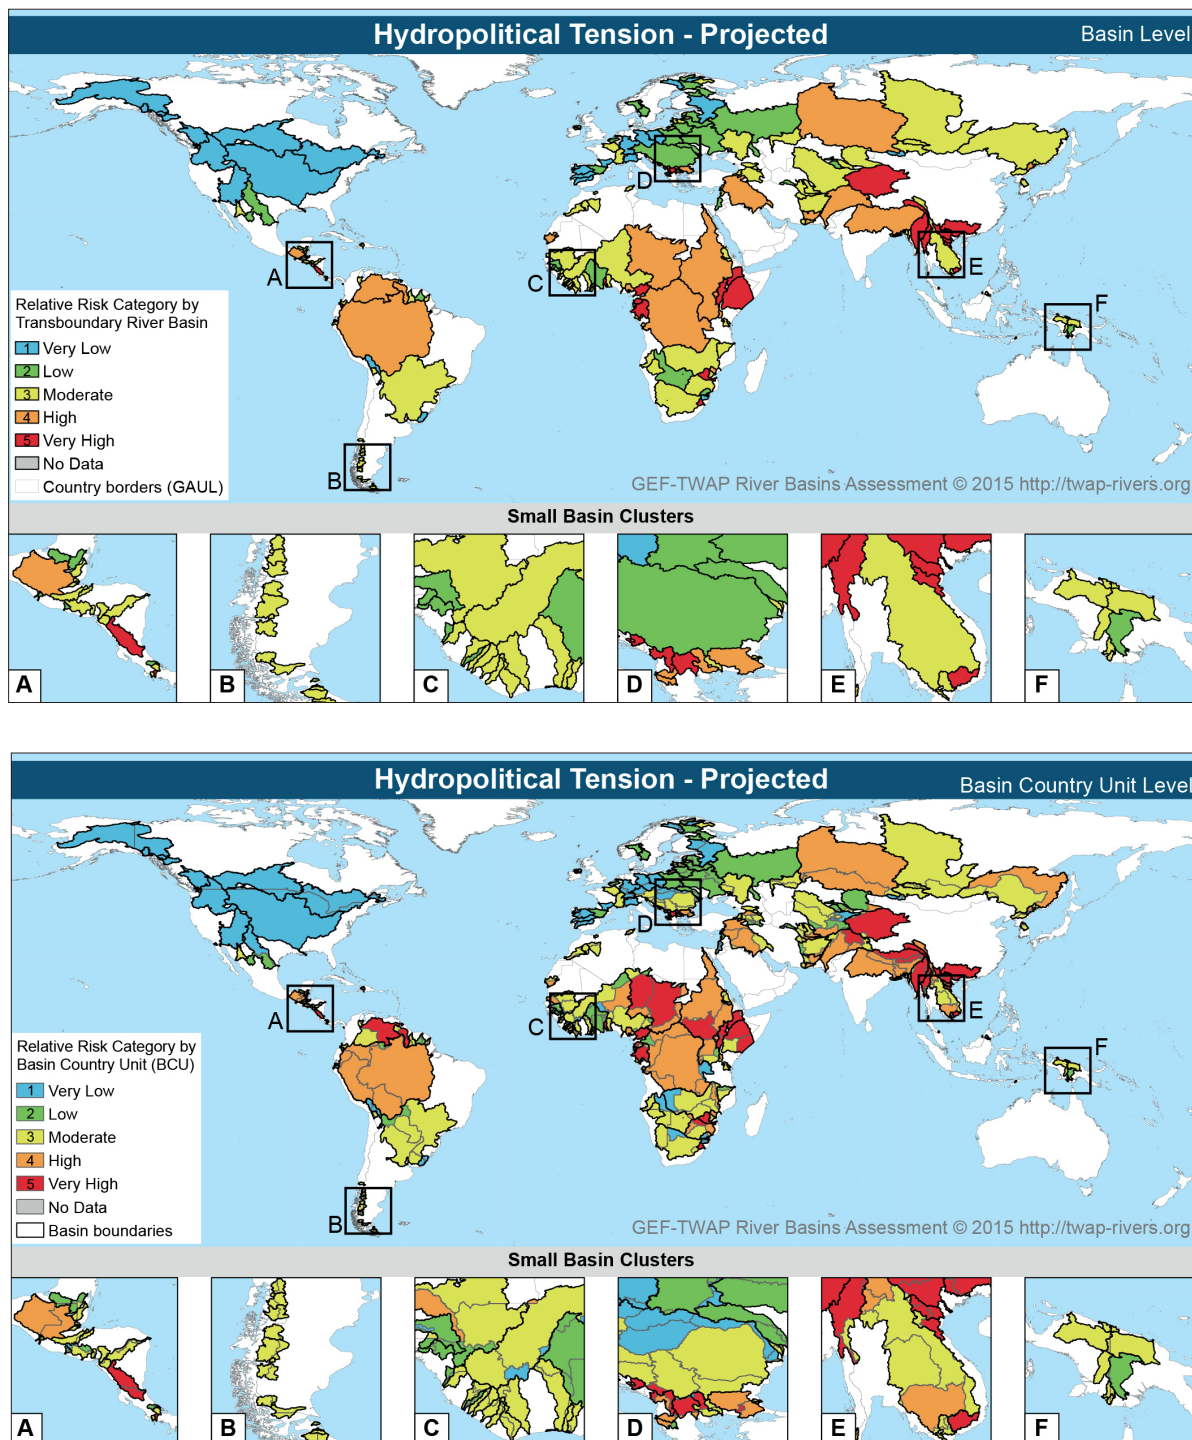 Hydropolitical Tension - Projected
Basin Level
A
B
C
D
E
F
Relative Risk Category by
Transboundary River Basin
1 Very Low
2 Low
3 Moderate
4 High
5 Very High
No Data
Country borders (GAUL)
GEF-TWAP River Basins Assessment © 2015 http://twap-rivers.org
Small Basin Clusters
A
B
C
D
E
F
Hydropolitical Tension - Projected
Basin Country Unit Level
A
B
C
D
E
F
Relative Risk Category by
Basin Country Unit (BCU)
1 Very Low
2 Low
3 Moderate
4 High
5 Very High
No Data
Basin boundaries
GEF-TWAP River Basins Assessment © 2015 http://twap-rivers.org
Small Basin Clusters
A
B
C
D
E
F